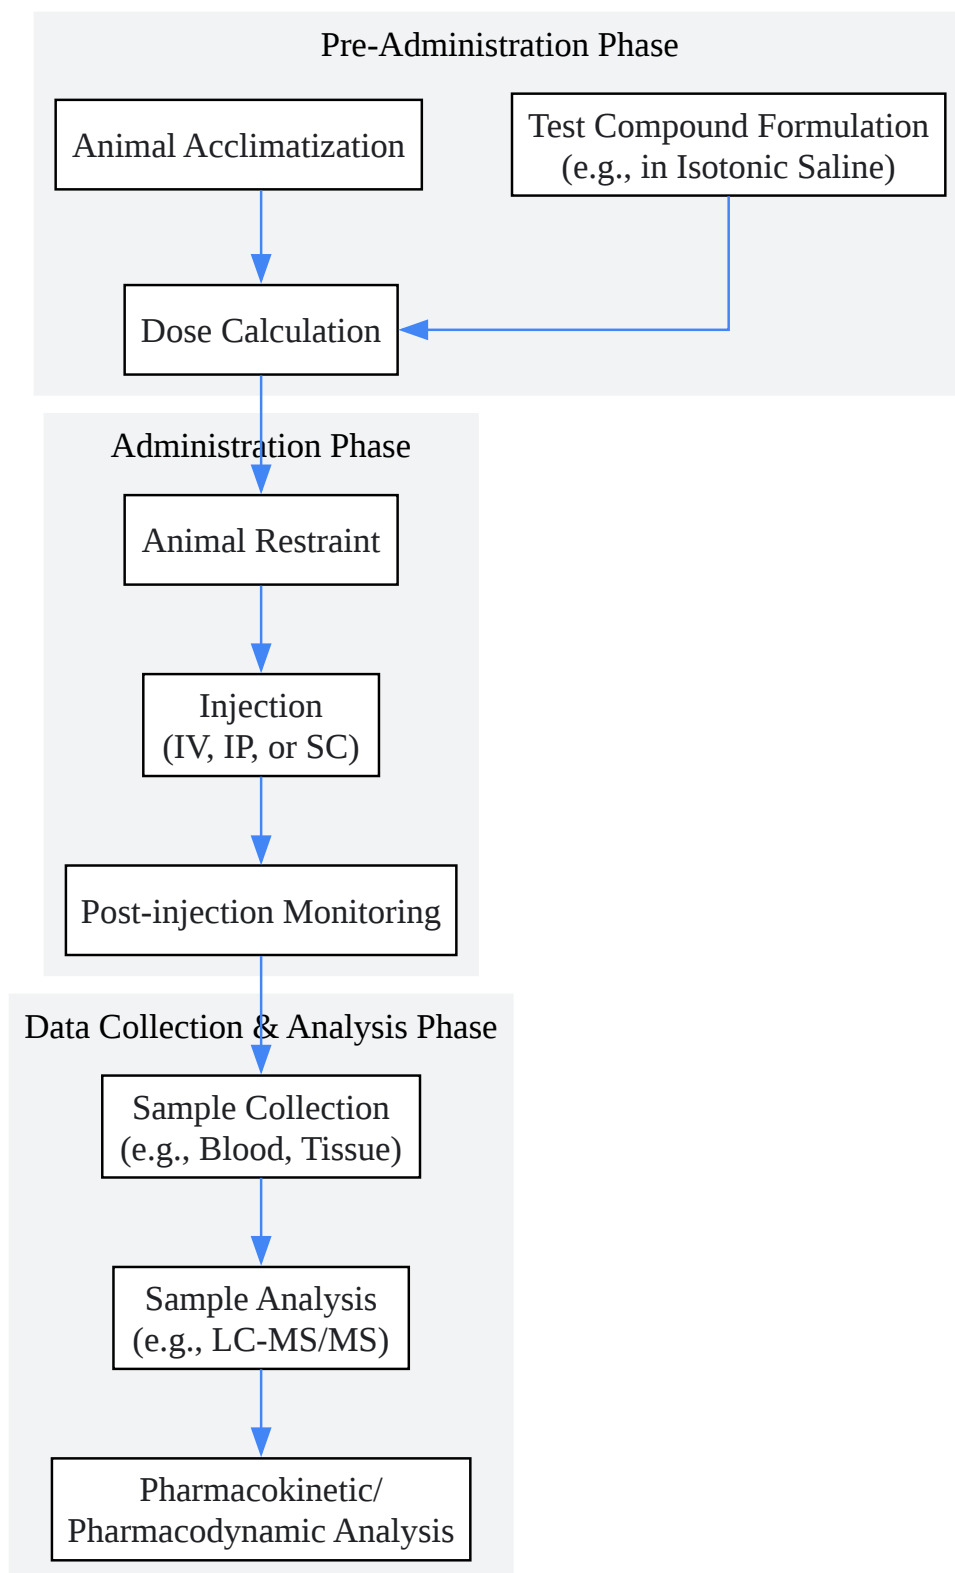 Pre-Administration Phase
Animal Acclimatization
Test Compound Formulation
(e.g., in Isotonic Saline)
Dose Calculation
Administration Phase
Animal Restraint
Injection
(IV, IP, or SC)
Post-injection Monitoring
Data Collection & Analysis Phase
Sample Collection
(e.g., Blood, Tissue)
Sample Analysis
(e.g., LC-MS/MS)
Pharmacokinetic/
Pharmacodynamic Analysis